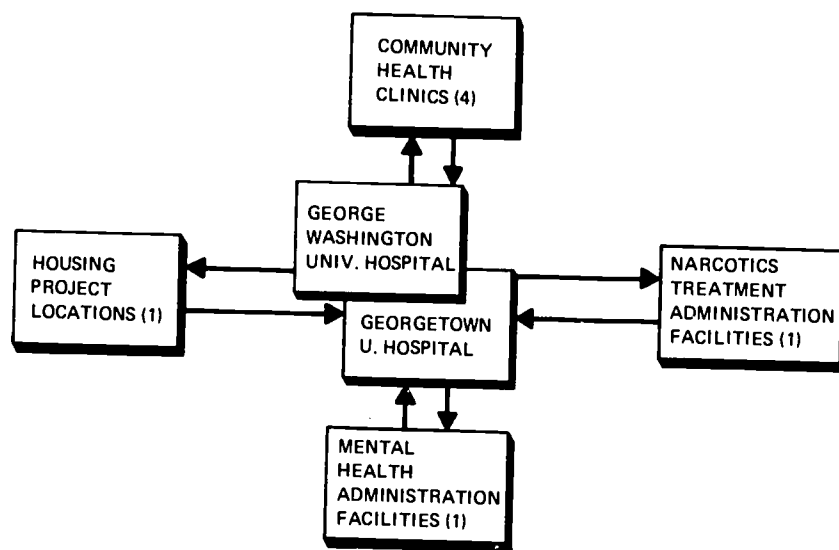 COMMUNITY
HEALTH
CLINICS (4)
GEORGE
WASHINGTON
UNIV. HOSPITAL
HOUSING
PROJECT
LOCATIONS (1)
NARCOTICS
TREATMENT
ADMINISTRATION
FACILITIES (1)
GEORGETOWN
U. HOSPITAL
MENTAL
HEALTH
ADMINISTRATION
FACILITIES (1)